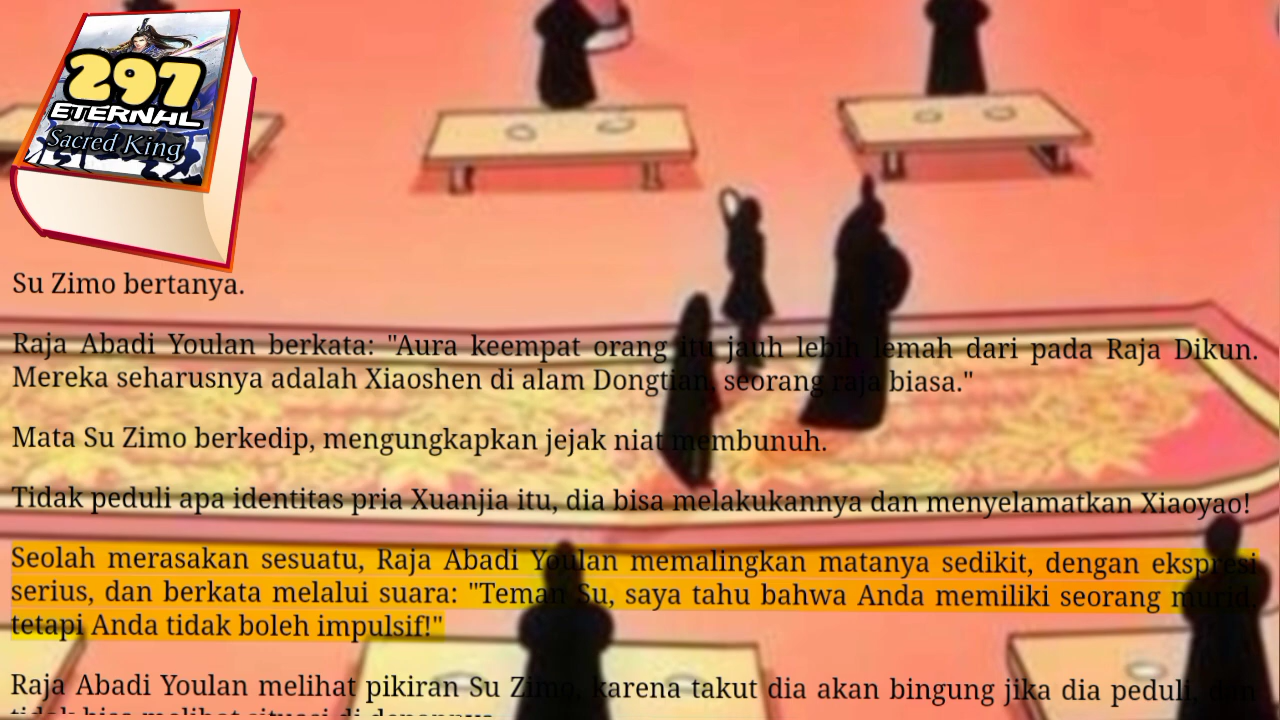 297
ETERNAL
Sacred King
Su Zimo bertanya.
Raja Abadi Youlan berkata: "Aura keempat orang itu jauh lebih lemah dari pada Raja Dikun.
Mereka seharusnya adalah Xiaoshen di alam Dongtian, seorang raja biasa."
Mata Su Zimo berkedip, mengungkapkan jejak niat membunuh.
Tidak peduli apa identitas pria Xuanjia itu, dia bisa melakukannya dan menyelamatkan Xiaoyao!
Seolah merasakan sesuatu, Raja Abadi Youlan memalingkan matanya sedikit, dengan ekspresi
serius, dan berkata melalui suara: "Teman Su, saya tahu bahwa Anda memiliki seorang murid,
tetapi Anda tidak boleh impulsif!"
Raja Abadi Youlan melihat pikiran Su Zimo, karena takut dia akan bingung jika dia peduli, dan